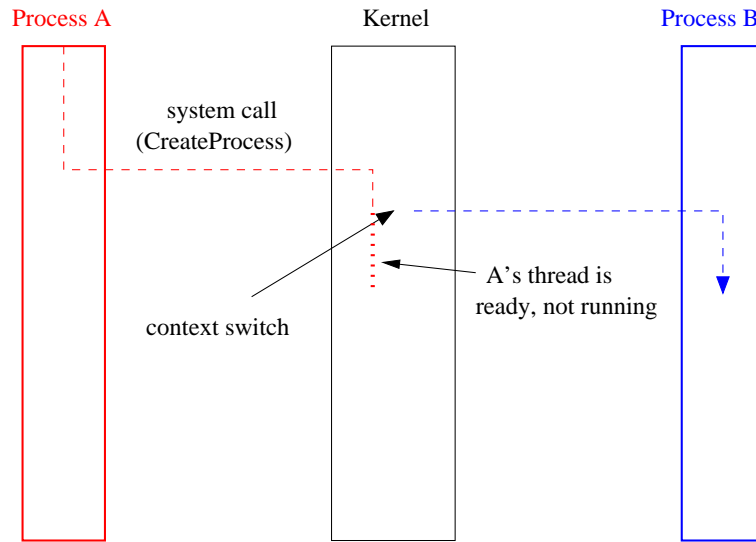 Process A
Kernel
Process B
system call
(CreateProcess)
A's thread is
ready, not running
context switch